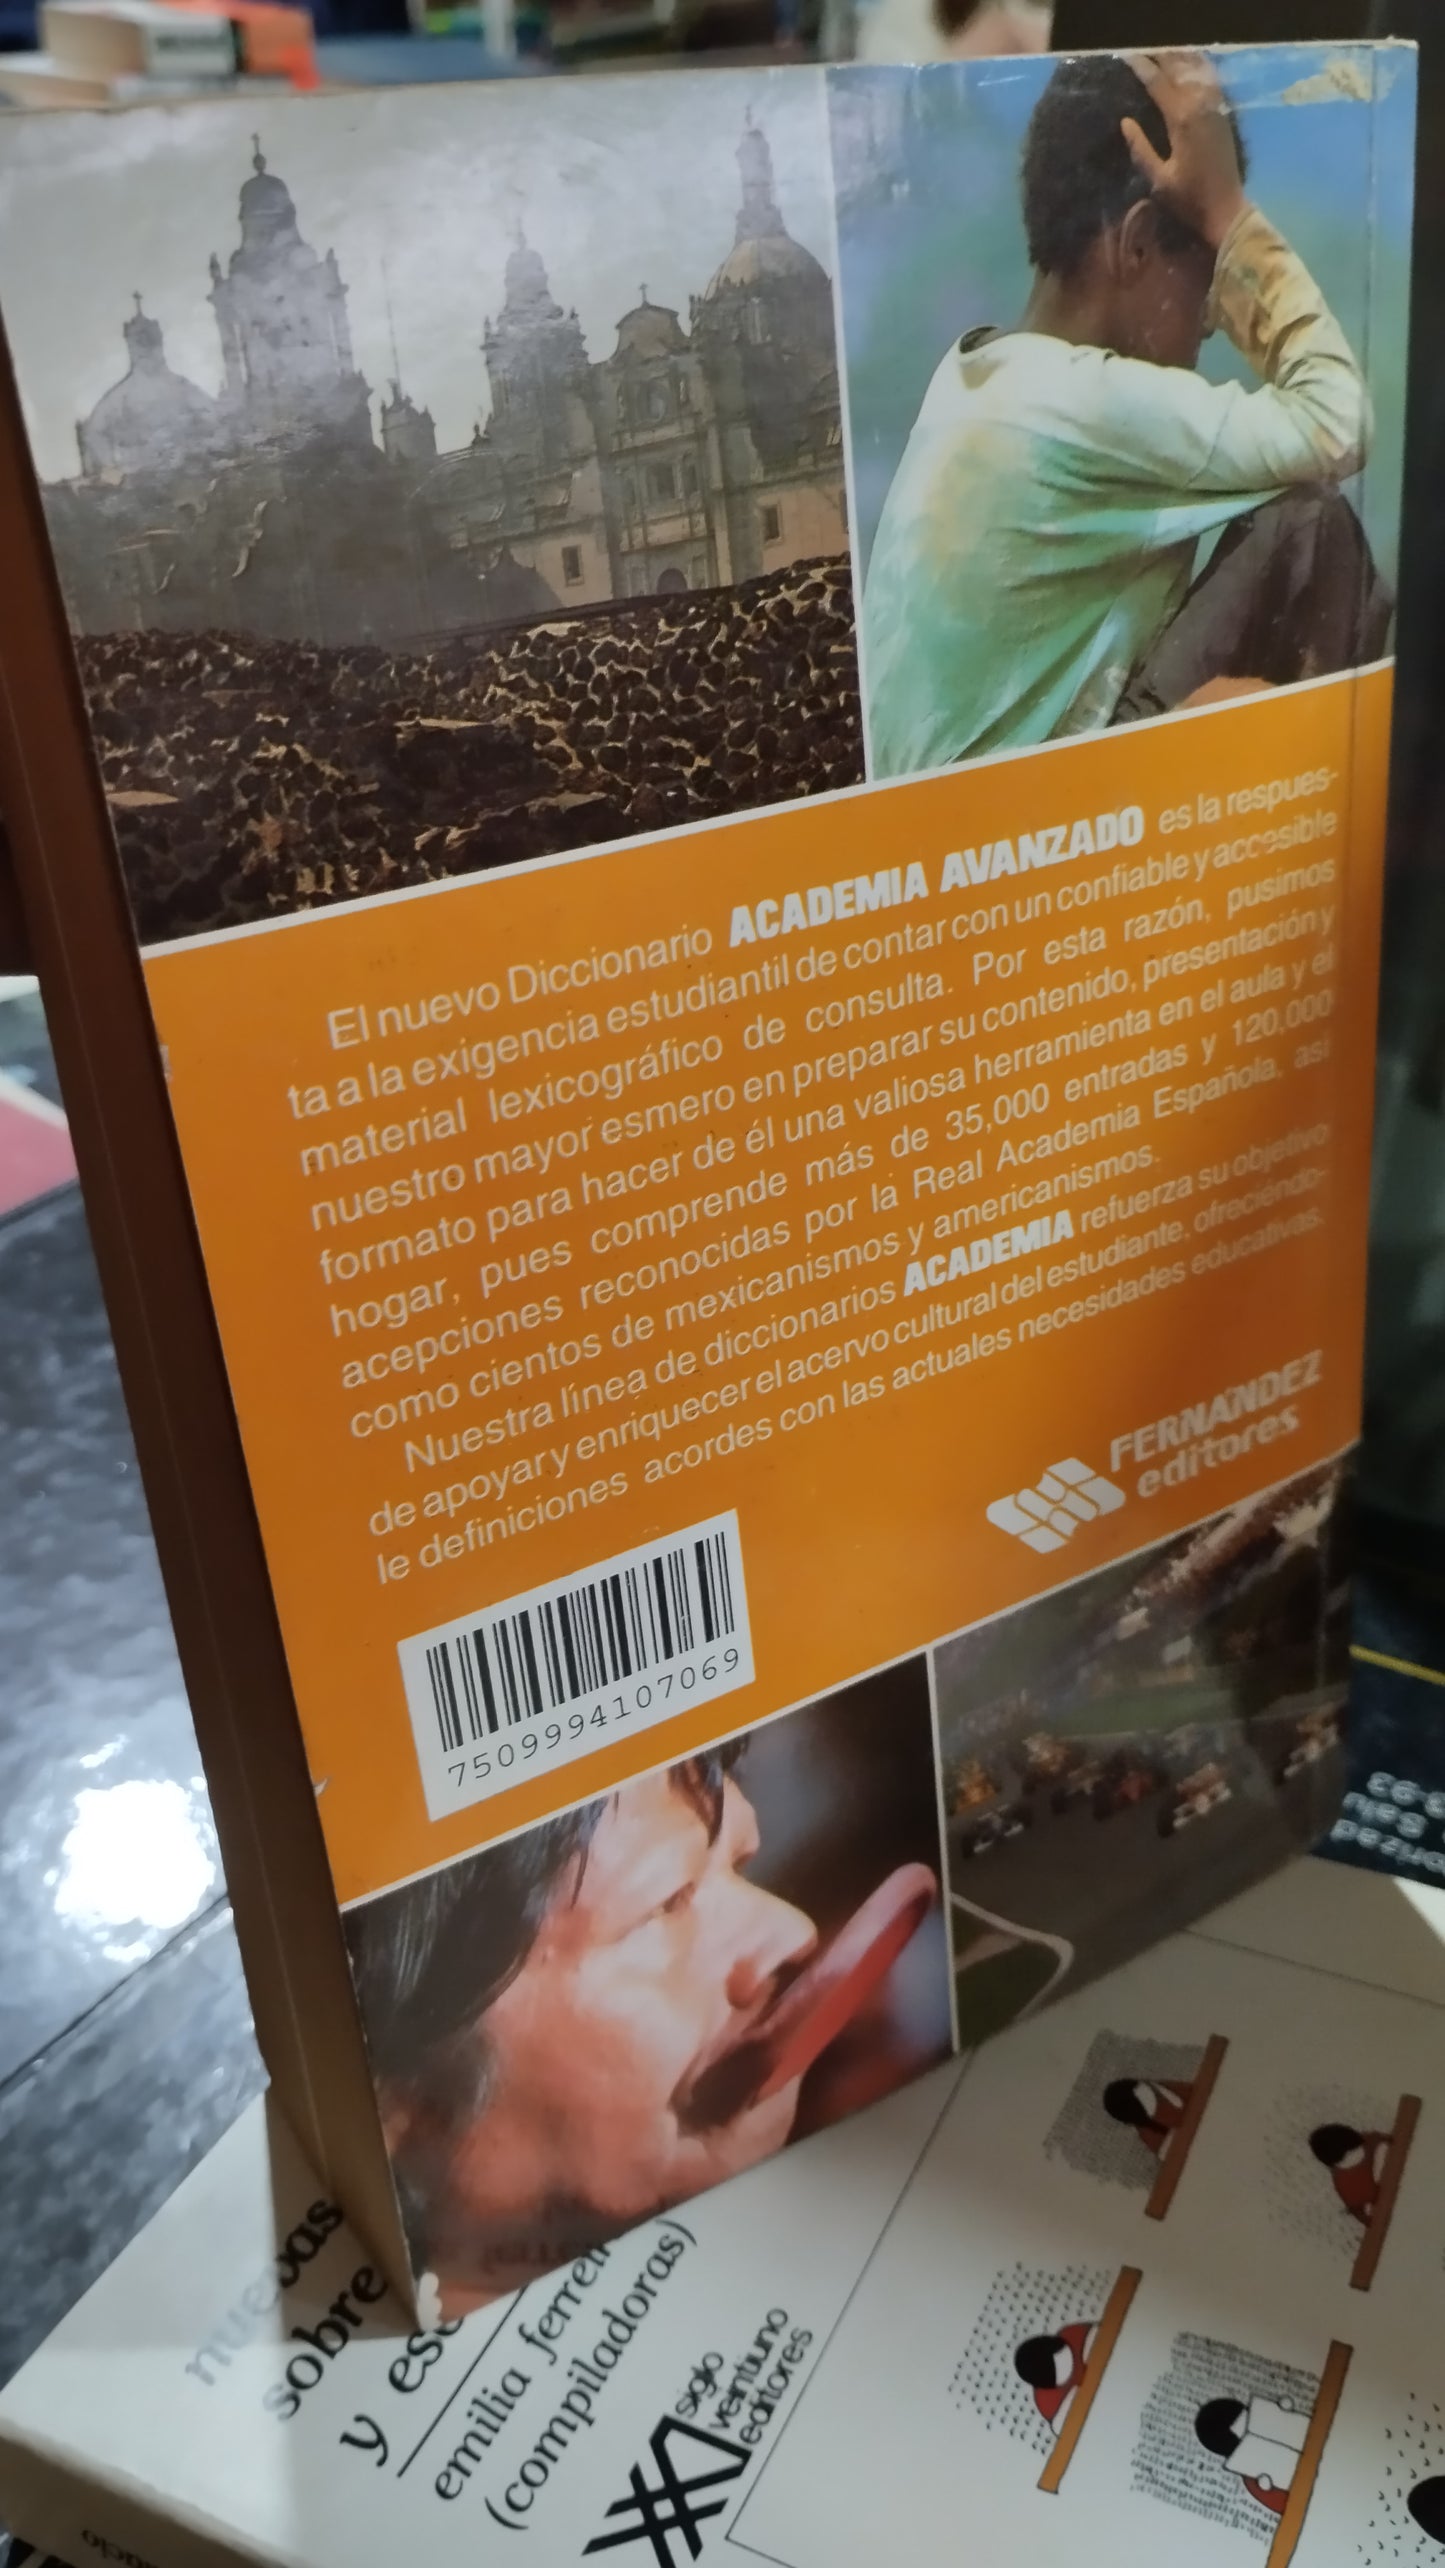 El nuevo Diccionario ACADEMIA AVANZADO es la respues-
ta a la exigencia estudiantil de contar con un confiable y accesible
material lexicográfico de consulta. Por esta razón, pusimos
nuestro mayor esmero en preparar su contenido, presentación y
formato para hacer de él una valiosa herramienta en el aula y el
hogar, pues comprende más de 35,000 entradas y 120,000
acepciones reconocidas por la Real Academia Española, así
como cientos de mexicanismos y americanismos.
Nuestra línea de diccionarios ACADEMIA refuerza su objetivo
de apoyar y enriquecer el acervo cultural del estudiante, ofreciéndo-
le definiciones acordes con las actuales necesidades educativas.
FERNÁNDEZ
editores
7509994107069
sobre
y
emilia
(compiladoras)
siglo
veintiuno
editores